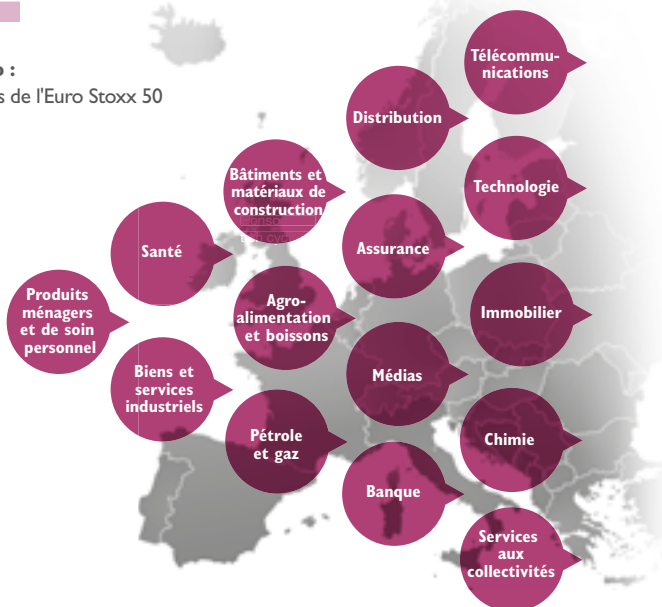 :
s de l'Euro Stoxx 50
Télécommu-
nications
Distribution
Bâtiments et
matériaux de
construction
Technologie
Santé
Assurance
Produits
ménagers
et de soin
personnel
Agro-
alimentation
et boissons
Immobilier
Biens et
services
industriels
Médias
Pétrole
et gaz
Chimie
Banque
Services
aux
collectivités